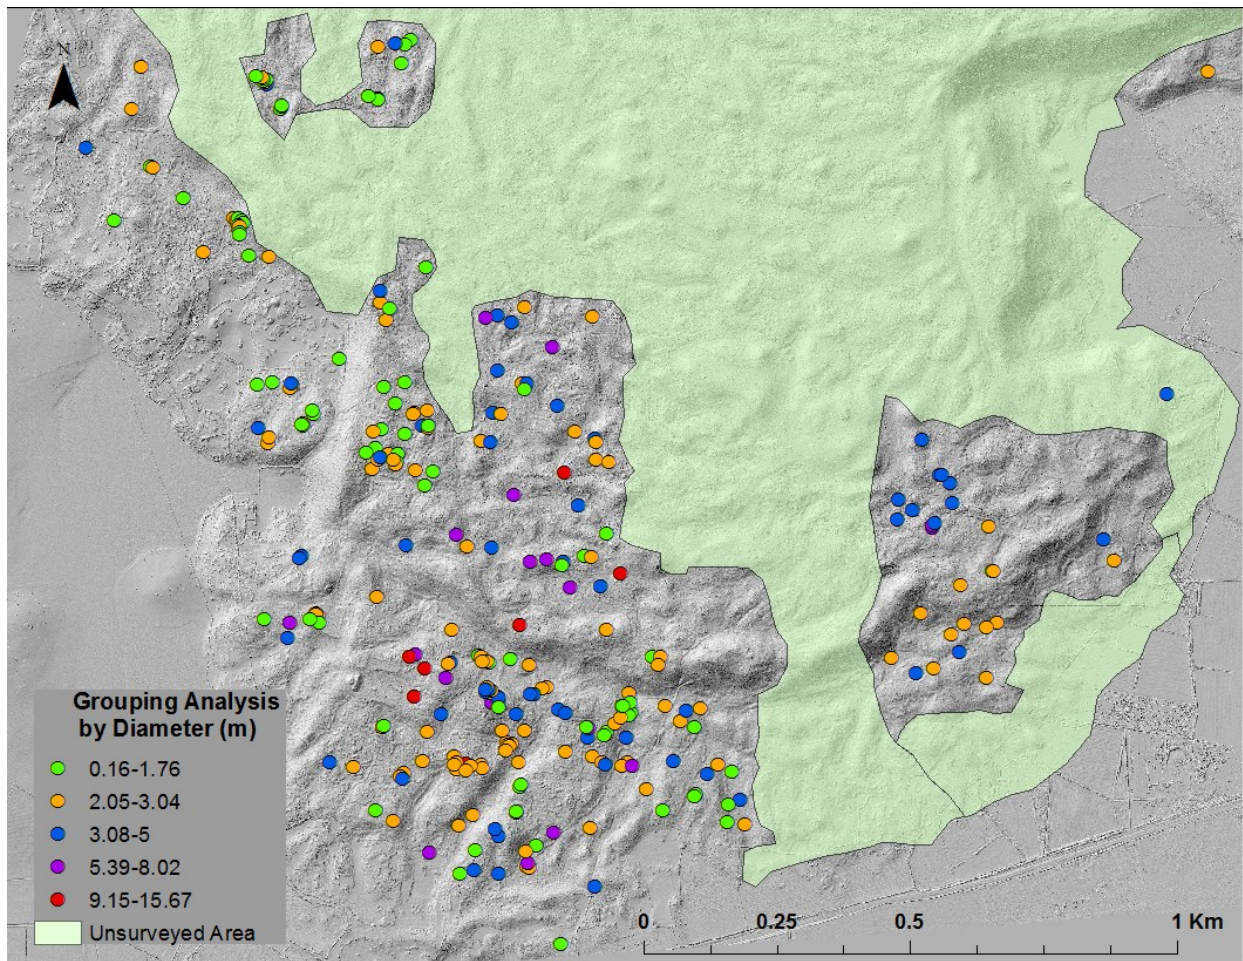 N
Grouping Analysis
by Diameter (m)
0.16-1.76
2.05-3.04
3.08-5
5.39-8.02
9.15-15.67
Unsurveyed Area
0 0.25 0.5 1 Km